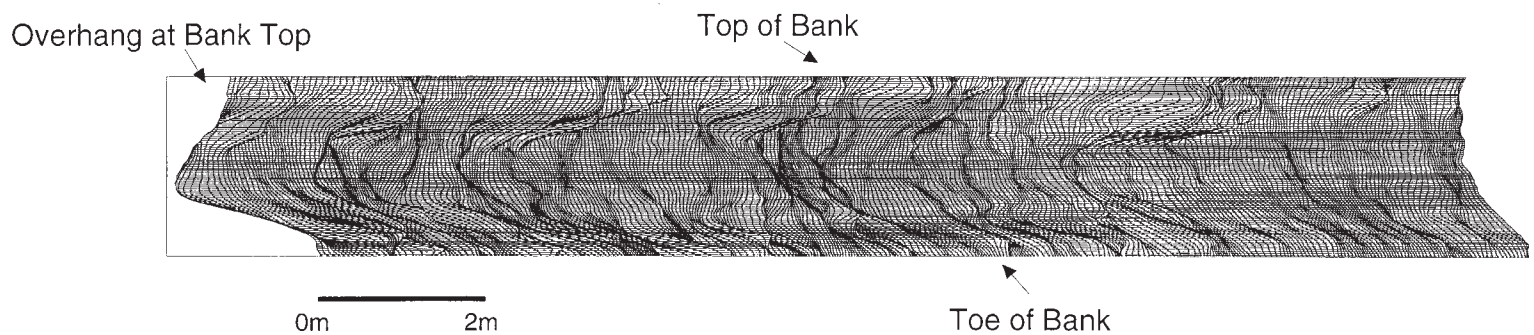 Overhang at Bank Top
Top of Bank
0m 2m
Toe of Bank